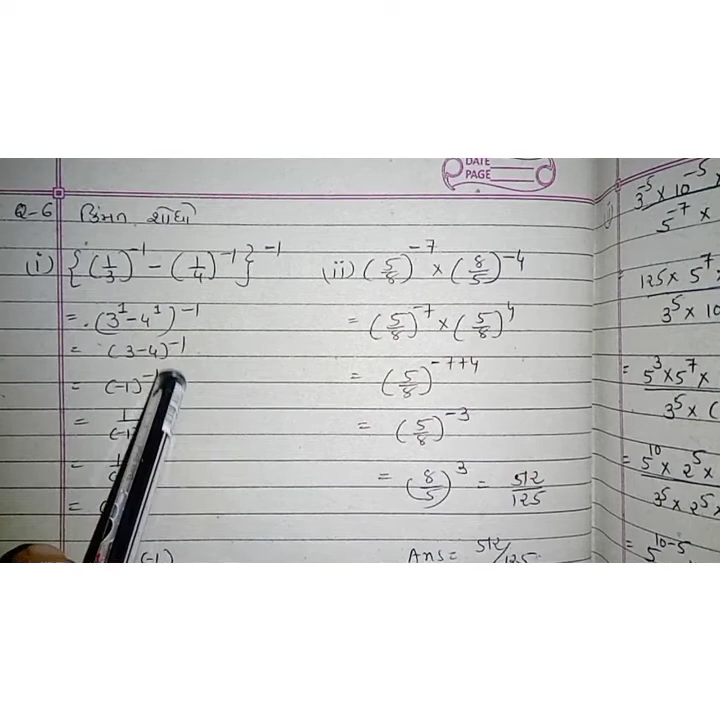 DATE
PAGE
Q-6 કિંમત શોધો
(i) {(1/3)^-1 - (1/4)^-1}^-1
= (3^1 - 4^1)^-1
= (3-4)^-1
= (-1)^-
= 1
=
(-1)
(ii) (5/8)^-7 × (8/5)^-4
= (5/8)^-7 × (5/8)^4
= (5/8)^-7+4
= (5/8)^-3
= (8/5)^3 = 512/125
Ans = 512/125
3^-5 × 10^-5 ×
5^-7 ×
= 125 × 5^7
3^5 × 10
= 5^3 × 5^7 ×
3^5 × (
= 5^10 × 2^5 ×
3^5 × 2^5 ×
= 5^10-5